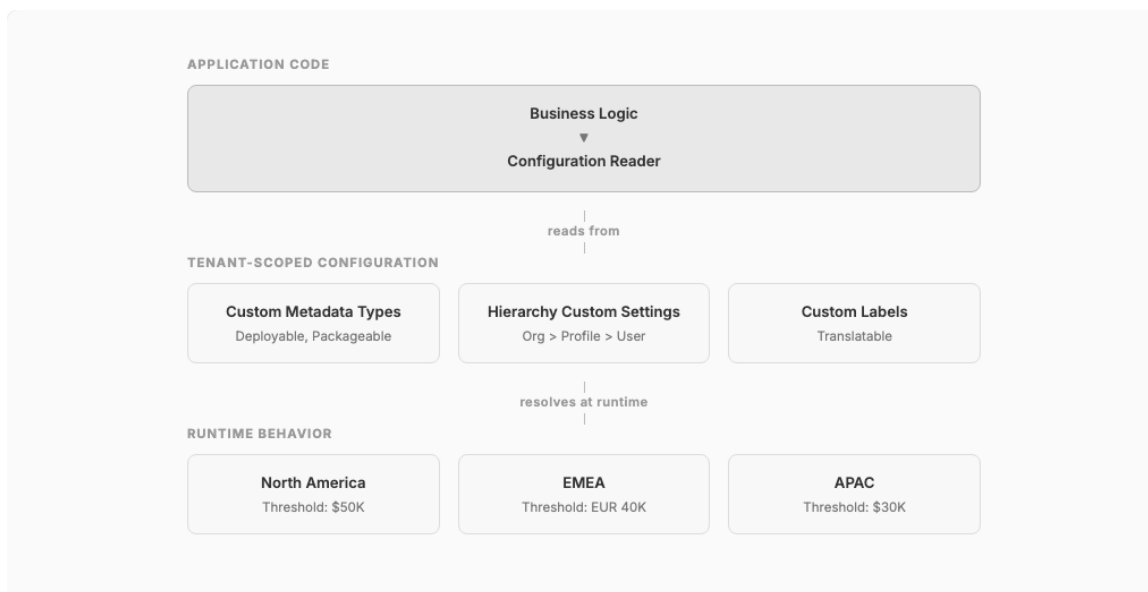 APPLICATION CODE
Business Logic
▼
Configuration Reader
reads from
TENANT-SCOPED CONFIGURATION
Custom Metadata Types
Deployable, Packageable
Hierarchy Custom Settings
Org > Profile > User
Custom Labels
Translatable
resolves at runtime
RUNTIME BEHAVIOR
North America
Threshold: $50K
EMEA
Threshold: EUR 40K
APAC
Threshold: $30K